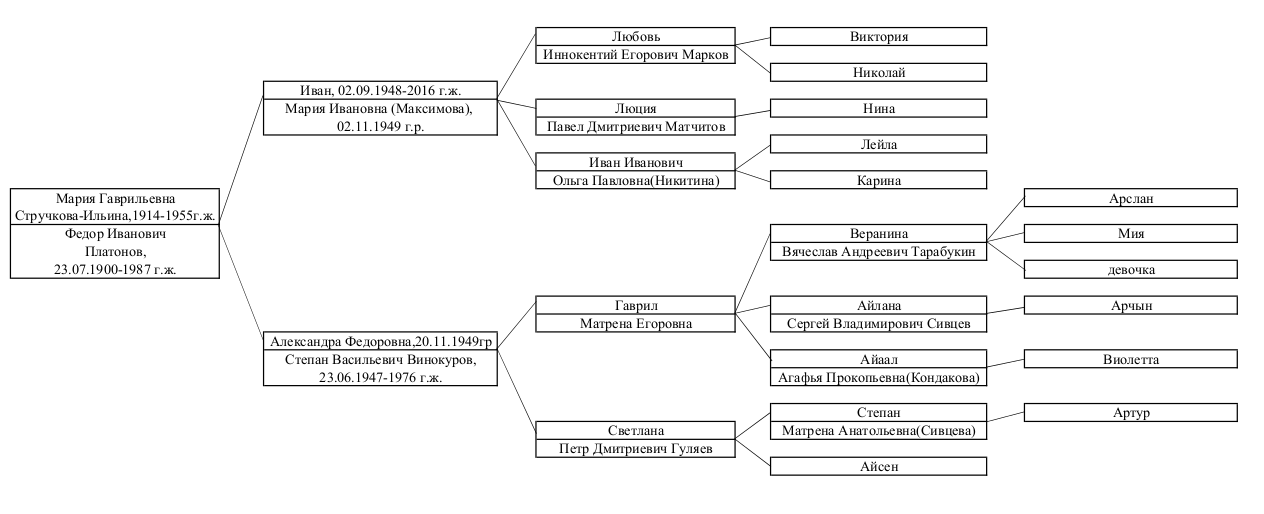 Мария Гаврильевна
Стручкова-Ильина,1914-1955г.ж.
Федор Иванович
Платонов,
23.07.1900-1987 г.ж.
Иван, 02.09.1948-2016 г.ж.
Мария Ивановна (Максимова),
02.11.1949 г.р.
Александра Федоровна,20.11.1949гр
Степан Васильевич Винокуров,
23.06.1947-1976 г.ж.
Любовь
Иннокентий Егорович Марков
Люция
Павел Дмитриевич Матчитов
Иван Иванович
Ольга Павловна(Никитина)
Гаврил
Матрена Егоровна
Светлана
Петр Дмитриевич Гуляев
Виктория
Николай
Нина
Лейла
Карина
Веранина
Вячеслав Андреевич Тарабукин
Айлана
Сергей Владимирович Сивцев
Айаал
Агафья Прокопьевна(Кондакова)
Степан
Матрена Анатольевна(Сивцева)
Айсен
Арслан
Мия
девочка
Арчын
Виолетта
Артур